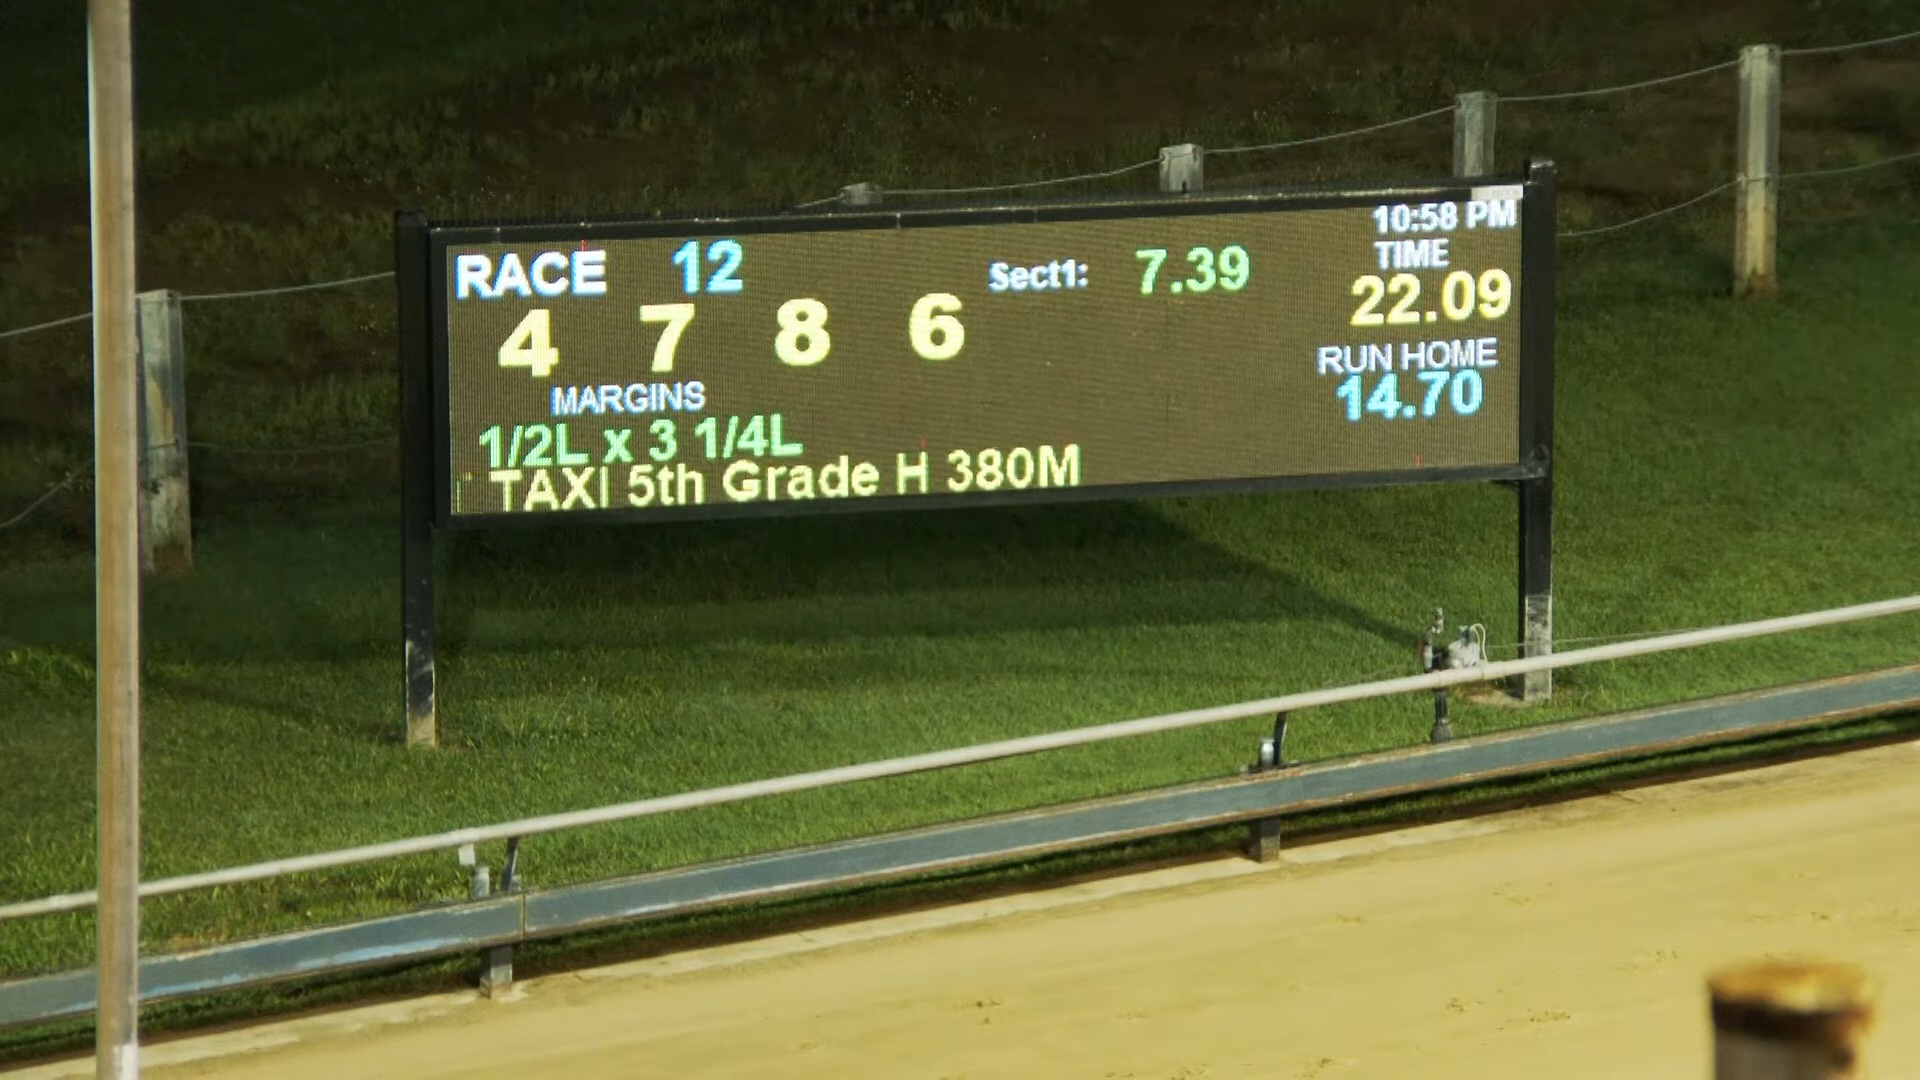 10:58 PM
RACE 12 Sect1: 7.39 TIME
22.09
4 7 8 6
RUN HOME
14.70
MARGINS
1/2L x 3 1/4L
TAXI 5th Grade H 380M